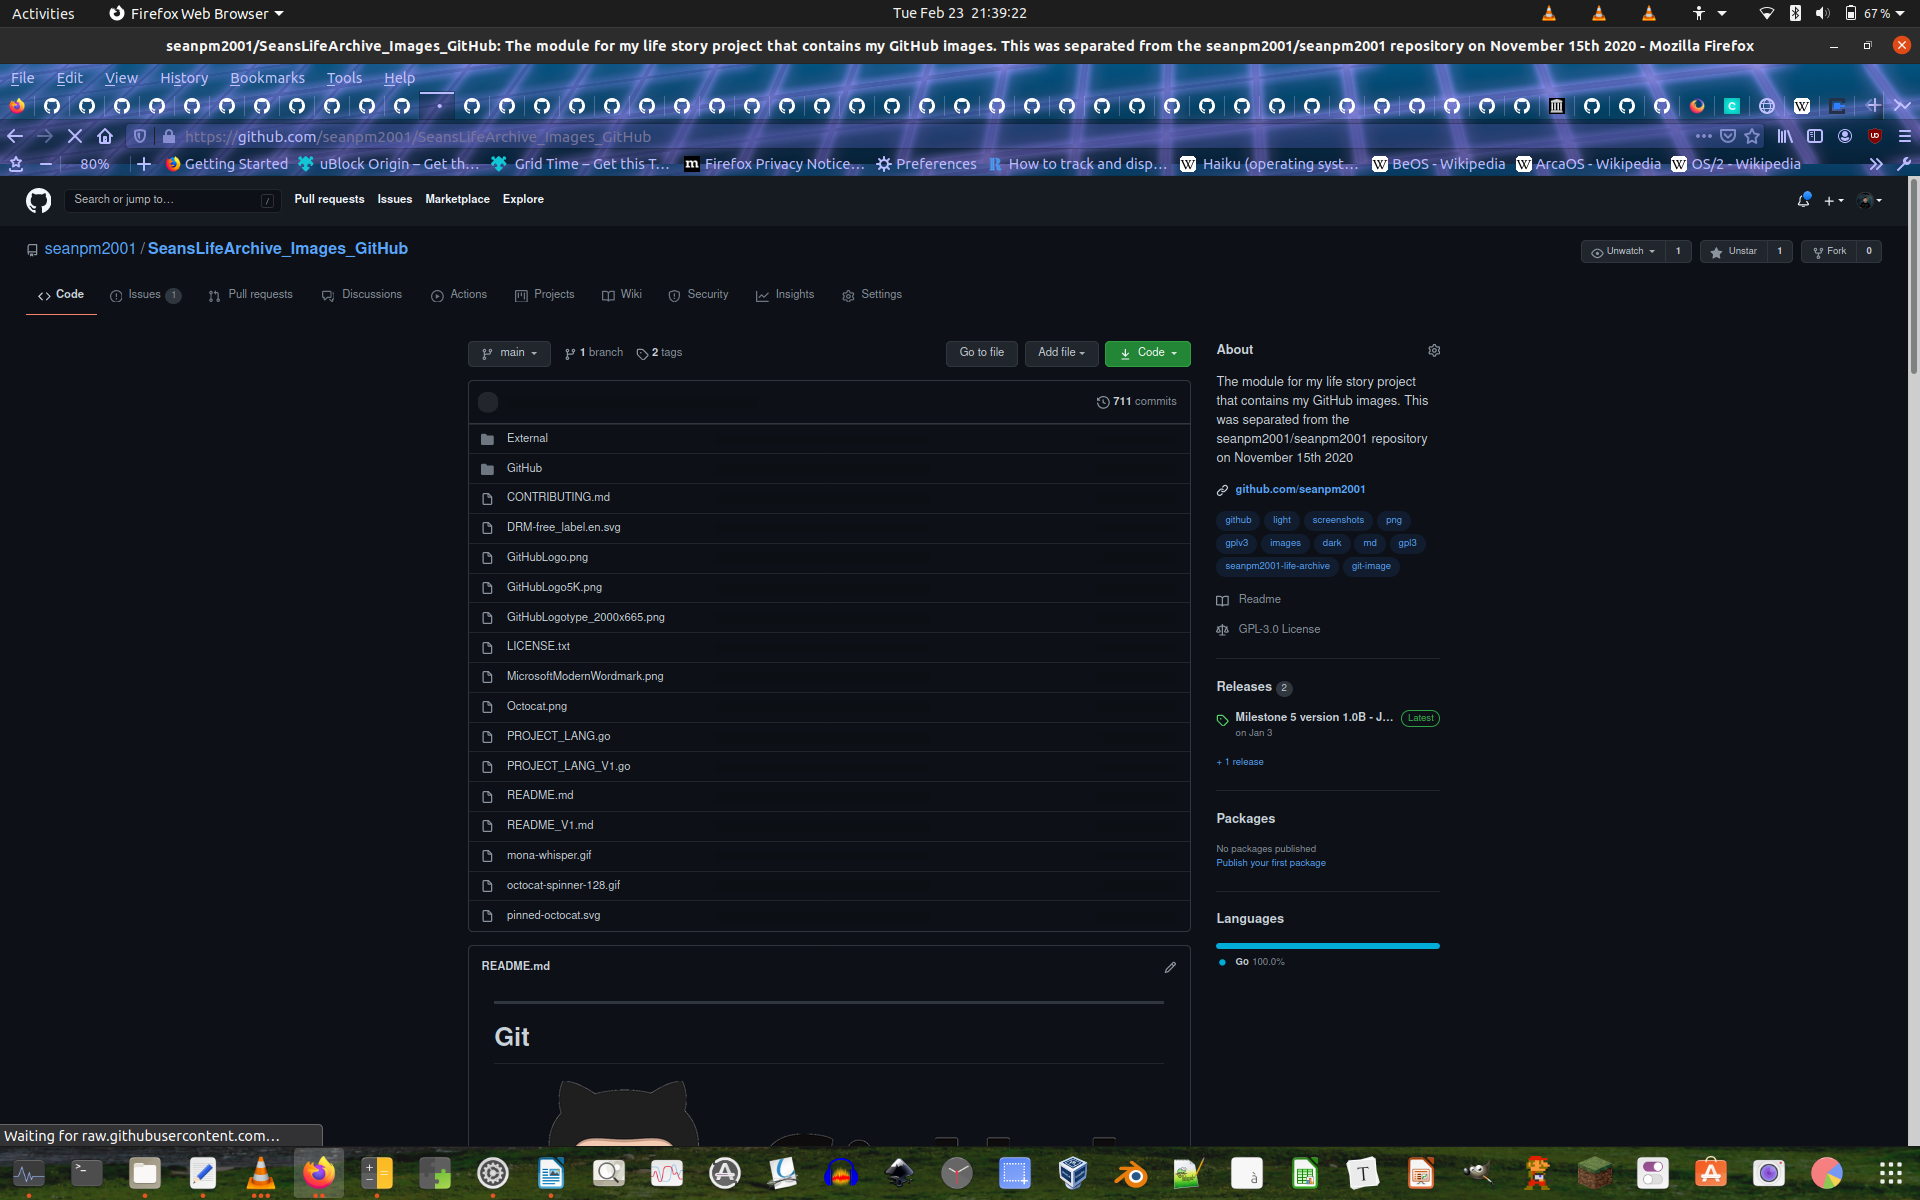 Activities
Firefox Web Browser
Tue Feb 23 21:39:22
67 %
seanpm2001/SeansLifeArchive_Images_GitHub: The module for my life story project that contains my GitHub images. This was separated from the seanpm2001/seanpm2001 repository on November 15th 2020 - Mozilla Firefox
File Edit View History Bookmarks Tools Help
https://github.com/seanpm2001/SeansLifeArchive_Images_GitHub
80%
Getting Started
uBlock Origin – Get th…
Grid Time – Get this T…
Firefox Privacy Notice…
Preferences
How to track and disp…
Haiku (operating syst…
BeOS - Wikipedia
ArcaOS - Wikipedia
OS/2 - Wikipedia
Search or jump to…
/
Pull requests
Issues
Marketplace
Explore
seanpm2001 / SeansLifeArchive_Images_GitHub
Unwatch 1
Unstar 1
Fork 0
Code
Issues 1
Pull requests
Discussions
Actions
Projects
Wiki
Security
Insights
Settings
main
1 branch
2 tags
Go to file
Add file
Code
711 commits
External
GitHub
CONTRIBUTING.md
DRM-free_label.en.svg
GitHubLogo.png
GitHubLogo5K.png
GitHubLogotype_2000x665.png
LICENSE.txt
MicrosoftModernWordmark.png
Octocat.png
PROJECT_LANG.go
PROJECT_LANG_V1.go
README.md
README_V1.md
mona-whisper.gif
octocat-spinner-128.gif
pinned-octocat.svg
README.md
Git
About
The module for my life story project
that contains my GitHub images. This
was separated from the
seanpm2001/seanpm2001 repository
on November 15th 2020
github.com/seanpm2001
github light screenshots png
gplv3 images dark md gpl3
seanpm2001-life-archive git-image
Readme
GPL-3.0 License
Releases 2
Milestone 5 version 1.0B - J… Latest
on Jan 3
+ 1 release
Packages
No packages published
Publish your first package
Languages
Go 100.0%
Waiting for raw.githubusercontent.com…